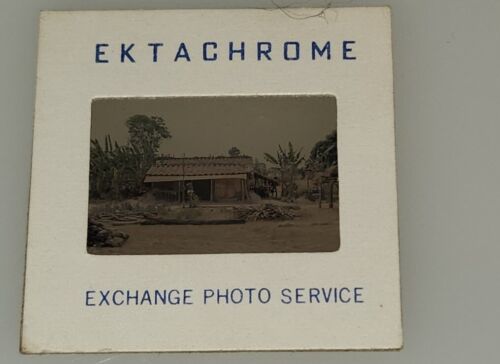 EKTACHROME
EXCHANGE PHOTO SERVICE